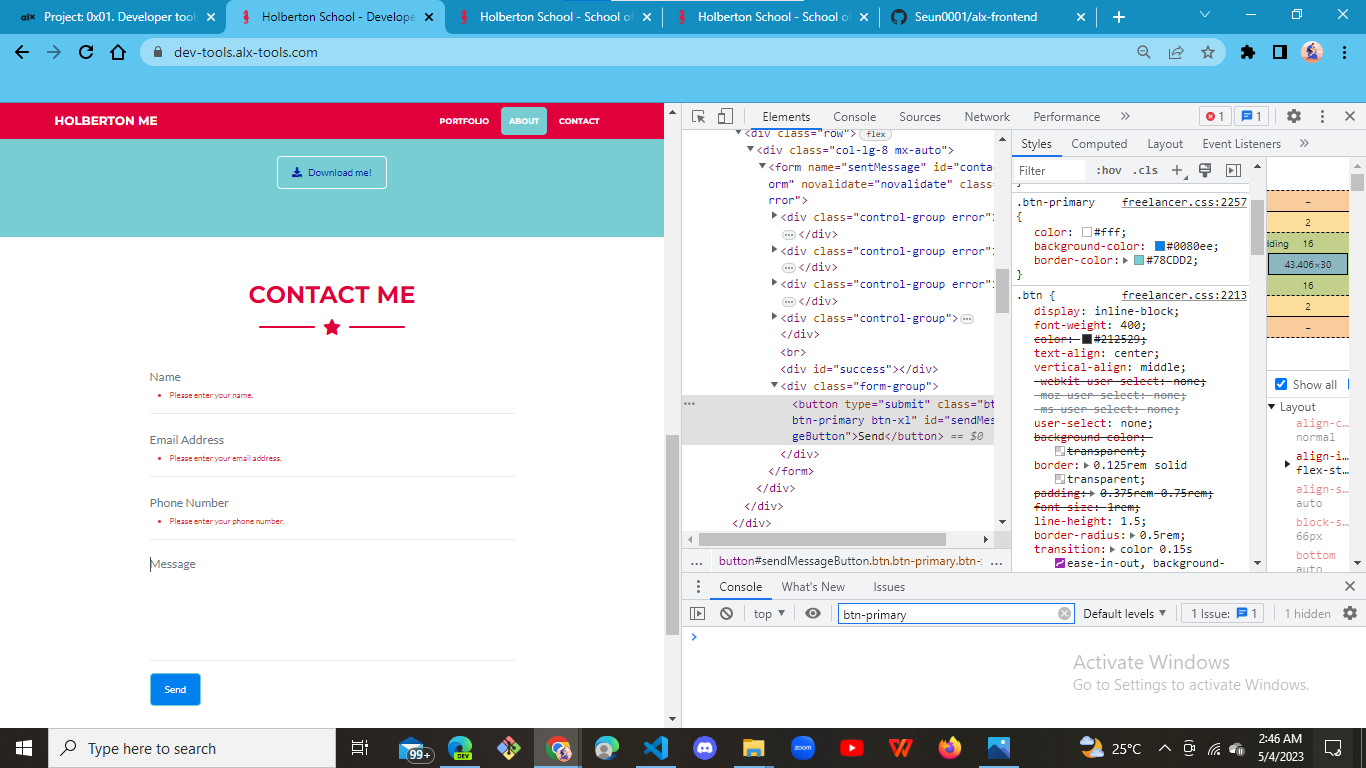 Project: 0x01. Developer tool
Holberton School - Develope
Holberton School - School of
Holberton School - School of
Seun0001/alx-frontend
dev-tools.alx-tools.com
HOLBERTON ME
PORTFOLIO
ABOUT
CONTACT
Download me!
CONTACT ME
Name
Please enter your name.
Email Address
Please enter your email address.
Phone Number
Please enter your phone number.
Message
Send
Elements
Console
Sources
Network
Performance
1
1
<div class="row"> flex
<div class="col-lg-8 mx-auto">
<form name="sentMessage" id="conta
orm" novalidate="novalidate" clas
rror">
<div class="control-group error"
</div>
<div class="control-group error"
</div>
<div class="control-group error"
</div>
<div class="control-group">
</div>
<br>
<div id="success"></div>
<div class="form-group">
<button type="submit" class="bt
btn-primary btn-xl" id="sendMes
geButton">Send</button> == $0
</div>
</form>
</div>
</div>
</div>
button#sendMessageButton.btn.btn-primary.btn-
Styles
Computed
Layout
Event Listeners
Filter
:hov .cls
}
.btn-primary freelancer.css:2257
{
color: #fff;
background-color: #0080ee;
border-color: #78CDD2;
}
.btn { freelancer.css:2213
display: inline-block;
font-weight: 400;
color: #212529;
text-align: center;
vertical-align: middle;
-webkit-user-select: none;
-moz-user-select: none;
-ms-user-select: none;
user-select: none;
background-color:
transparent;
border: 0.125rem solid
transparent;
padding: 0.375rem 0.75rem;
font-size: 1rem;
line-height: 1.5;
border-radius: 0.5rem;
transition: color 0.15s
ease-in-out, background-
–
2
dding 16
43.406×30
16
2
–
Show all
Layout
align-c…
normal
align-i…
flex-st…
align-s…
auto
block-s…
66px
bottom
auto
Console
What's New
Issues
top
btn-primary
Default levels
1 Issue: 1
1 hidden
Activate Windows
Go to Settings to activate Windows.
Type here to search
99+
DEV
zoom
25°C
2:46 AM
5/4/2023